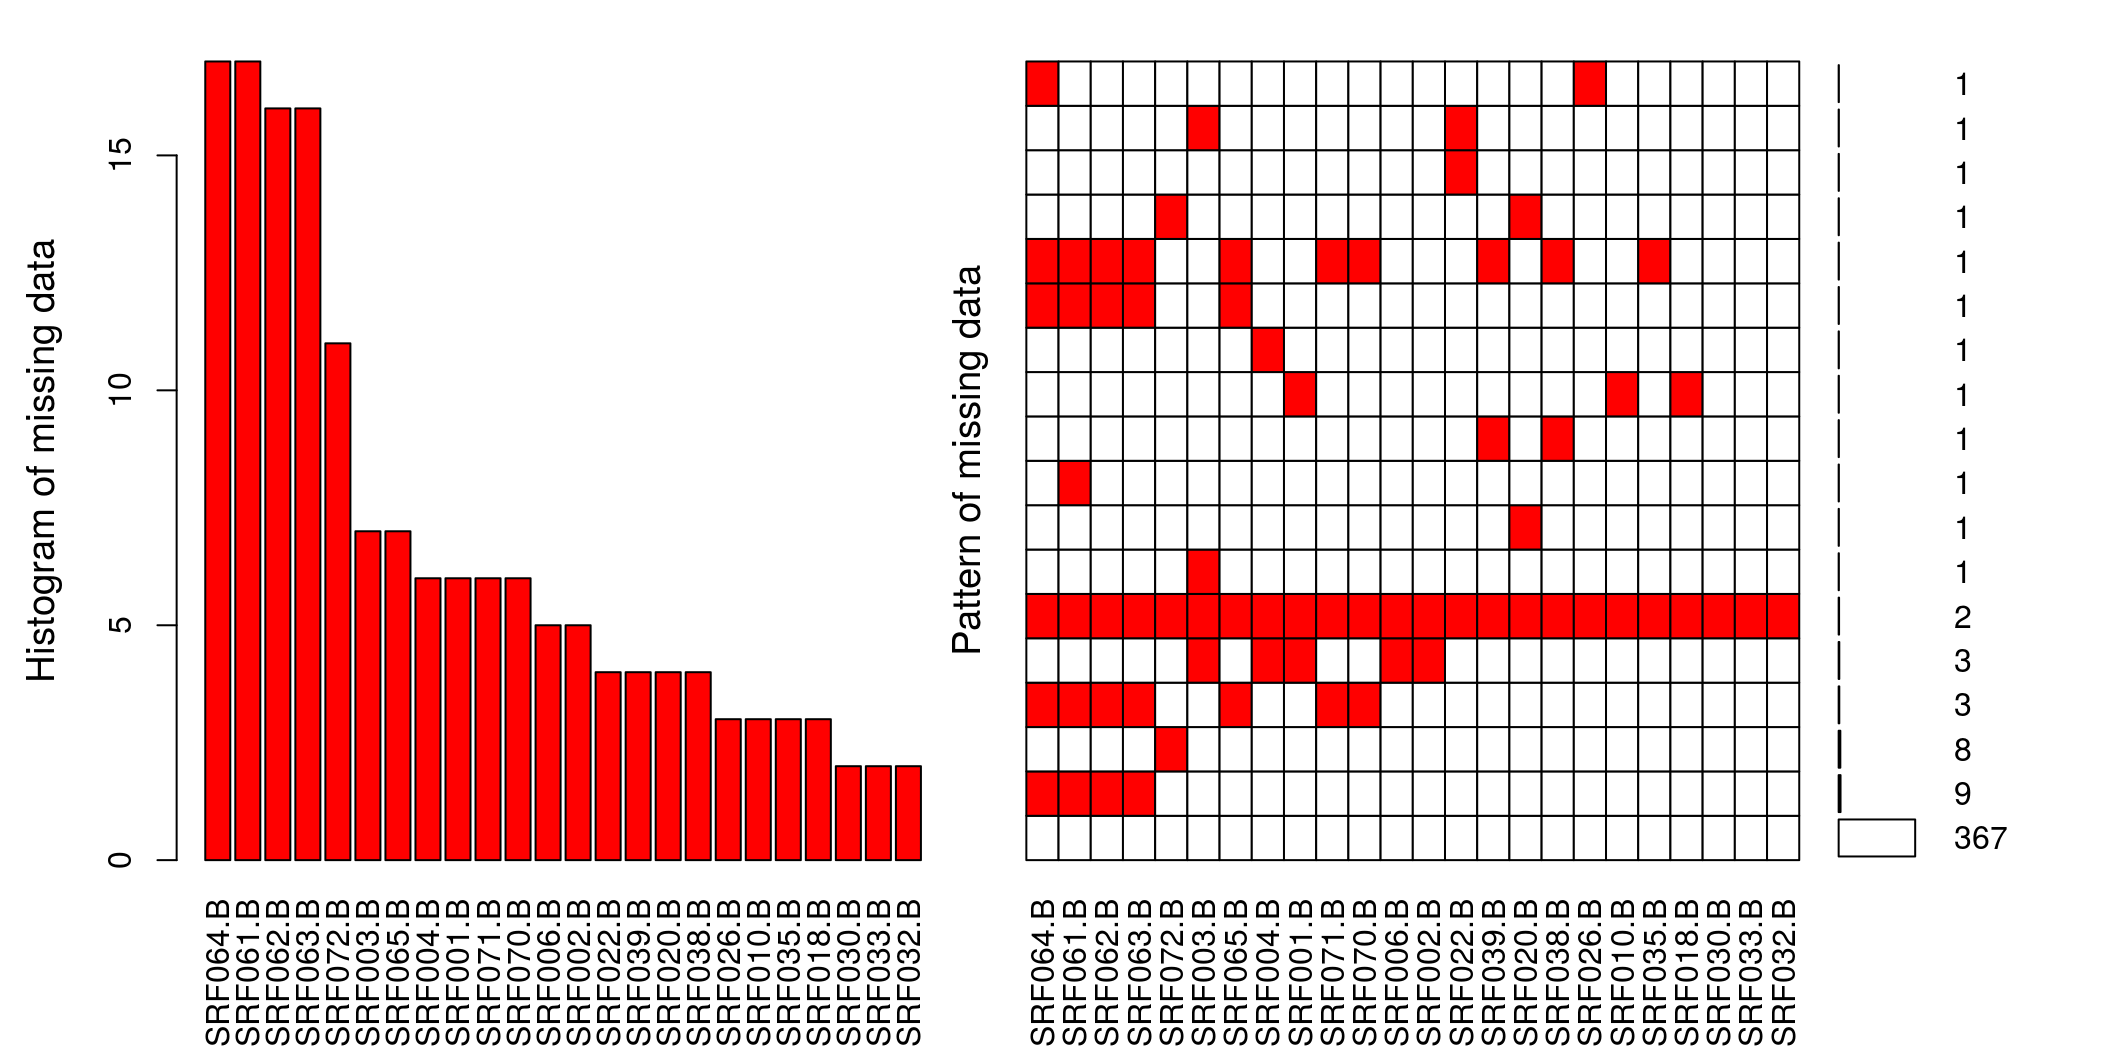 Histogram of missing data
0
5
10
15
SRF064.B
SRF061.B
SRF062.B
SRF063.B
SRF072.B
SRF003.B
SRF065.B
SRF004.B
SRF001.B
SRF071.B
SRF070.B
SRF006.B
SRF002.B
SRF022.B
SRF039.B
SRF020.B
SRF038.B
SRF026.B
SRF010.B
SRF035.B
SRF018.B
SRF030.B
SRF033.B
SRF032.B
Pattern of missing data
SRF064.B
SRF061.B
SRF062.B
SRF063.B
SRF072.B
SRF003.B
SRF065.B
SRF004.B
SRF001.B
SRF071.B
SRF070.B
SRF006.B
SRF002.B
SRF022.B
SRF039.B
SRF020.B
SRF038.B
SRF026.B
SRF010.B
SRF035.B
SRF018.B
SRF030.B
SRF033.B
SRF032.B
1
1
1
1
1
1
1
1
1
1
1
1
2
3
3
8
9
367